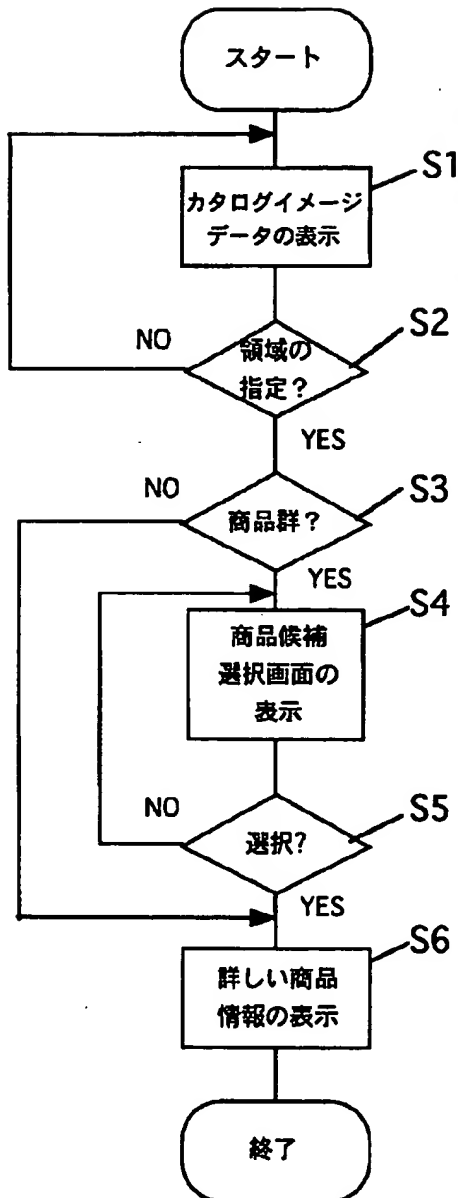 スタート
S1
カタログイメージ
データの表示
S2
NO
領域の
指定?
YES
S3
NO
商品群?
YES
S4
商品候補
選択画面の
表示
S5
NO
選択?
YES
S6
詳しい商品
情報の表示
終了